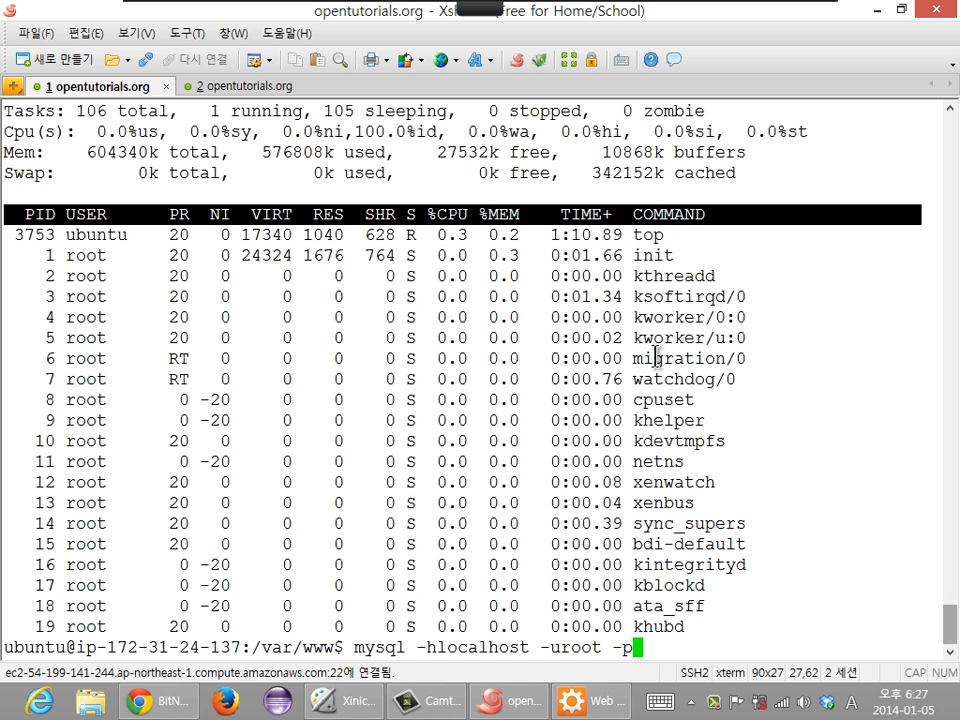 opentutorials.org - Xs (Free for Home/School)
파일(F) 편집(E) 보기(V) 도구(T) 창(W) 도움말(H)
새로 만들기 다시 연결
1 opentutorials.org × 2 opentutorials.org
Tasks: 106 total, 1 running, 105 sleeping, 0 stopped, 0 zombie
Cpu(s): 0.0%us, 0.0%sy, 0.0%ni,100.0%id, 0.0%wa, 0.0%hi, 0.0%si, 0.0%st
Mem: 604340k total, 576808k used, 27532k free, 10868k buffers
Swap: 0k total, 0k used, 0k free, 342152k cached
PID USER PR NI VIRT RES SHR S %CPU %MEM TIME+ COMMAND
3753 ubuntu 20 0 17340 1040 628 R 0.3 0.2 1:10.89 top
1 root 20 0 24324 1676 764 S 0.0 0.3 0:01.66 init
2 root 20 0 0 0 0 S 0.0 0.0 0:00.00 kthreadd
3 root 20 0 0 0 0 S 0.0 0.0 0:01.34 ksoftirqd/0
4 root 20 0 0 0 0 S 0.0 0.0 0:00.00 kworker/0:0
5 root 20 0 0 0 0 S 0.0 0.0 0:00.02 kworker/u:0
6 root RT 0 0 0 0 S 0.0 0.0 0:00.00 migration/0
7 root RT 0 0 0 0 S 0.0 0.0 0:00.76 watchdog/0
8 root 0 -20 0 0 0 S 0.0 0.0 0:00.00 cpuset
9 root 0 -20 0 0 0 S 0.0 0.0 0:00.00 khelper
10 root 20 0 0 0 0 S 0.0 0.0 0:00.00 kdevtmpfs
11 root 0 -20 0 0 0 S 0.0 0.0 0:00.00 netns
12 root 20 0 0 0 0 S 0.0 0.0 0:00.08 xenwatch
13 root 20 0 0 0 0 S 0.0 0.0 0:00.04 xenbus
14 root 20 0 0 0 0 S 0.0 0.0 0:00.39 sync_supers
15 root 20 0 0 0 0 S 0.0 0.0 0:00.00 bdi-default
16 root 0 -20 0 0 0 S 0.0 0.0 0:00.00 kintegrityd
17 root 0 -20 0 0 0 S 0.0 0.0 0:00.00 kblockd
18 root 0 -20 0 0 0 S 0.0 0.0 0:00.00 ata_sff
19 root 20 0 0 0 0 S 0.0 0.0 0:00.00 khubd
ubuntu@ip-172-31-24-137:/var/www$ mysql -hlocalhost -uroot -p
ec2-54-199-141-244.ap-northeast-1.compute.amazonaws.com:22에 연결됨. SSH2 xterm 90x27 27,62 2 세션 CAP NUM
BitN... Xinic... Camt... open... Web ... A 오후 6:27
2014-01-05